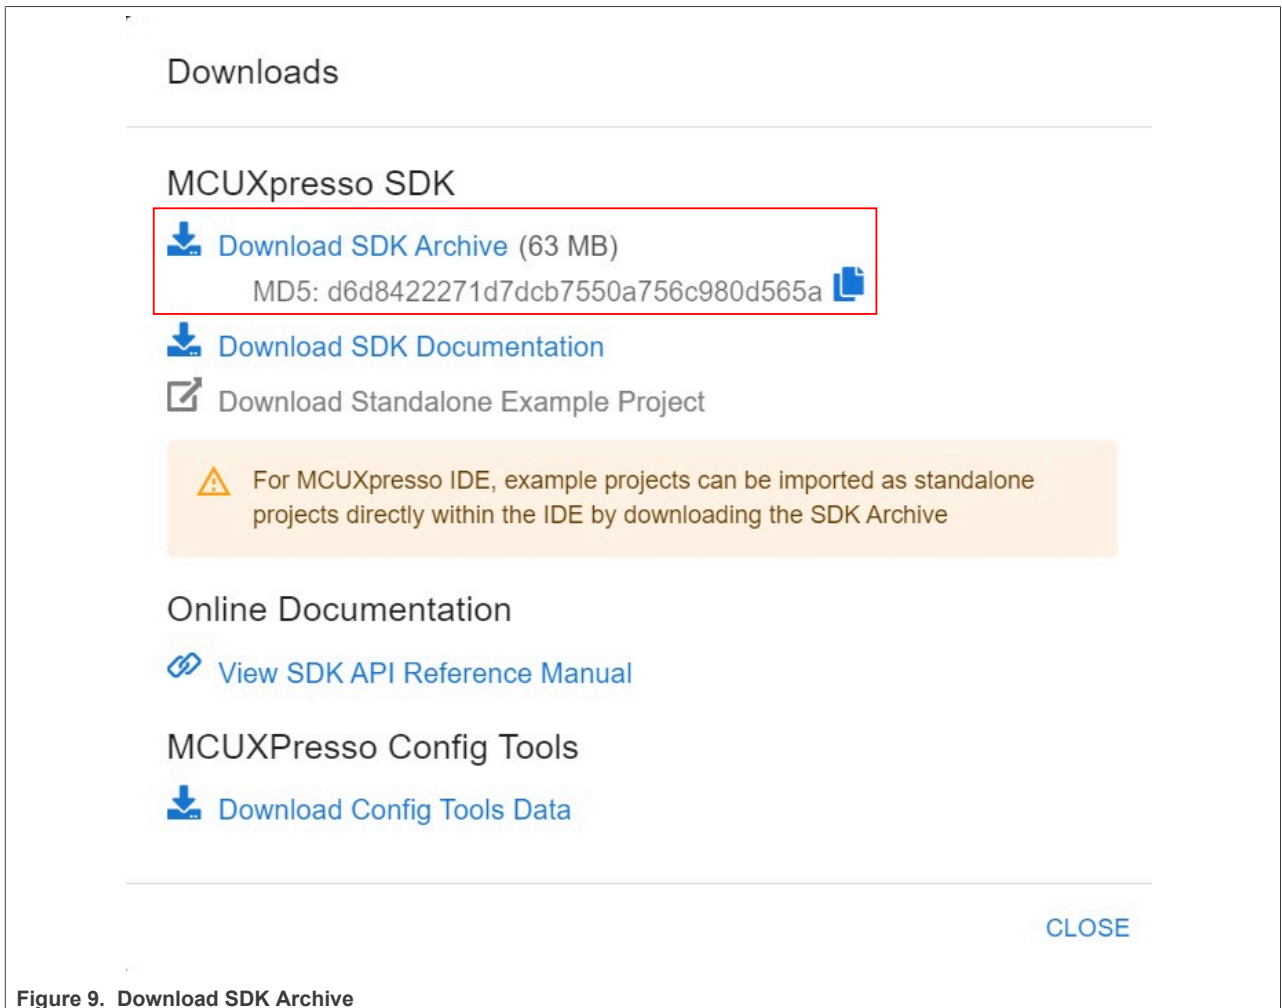 Downloads
MCUXpresso SDK
Download SDK Archive (63 MB)
MD5: d6d8422271d7dcb7550a756c980d565a
Download SDK Documentation
Download Standalone Example Project
For MCUXpresso IDE, example projects can be imported as standalone
projects directly within the IDE by downloading the SDK Archive
Online Documentation
View SDK API Reference Manual
MCUXPresso Config Tools
Download Config Tools Data
CLOSE
Figure 9. Download SDK Archive